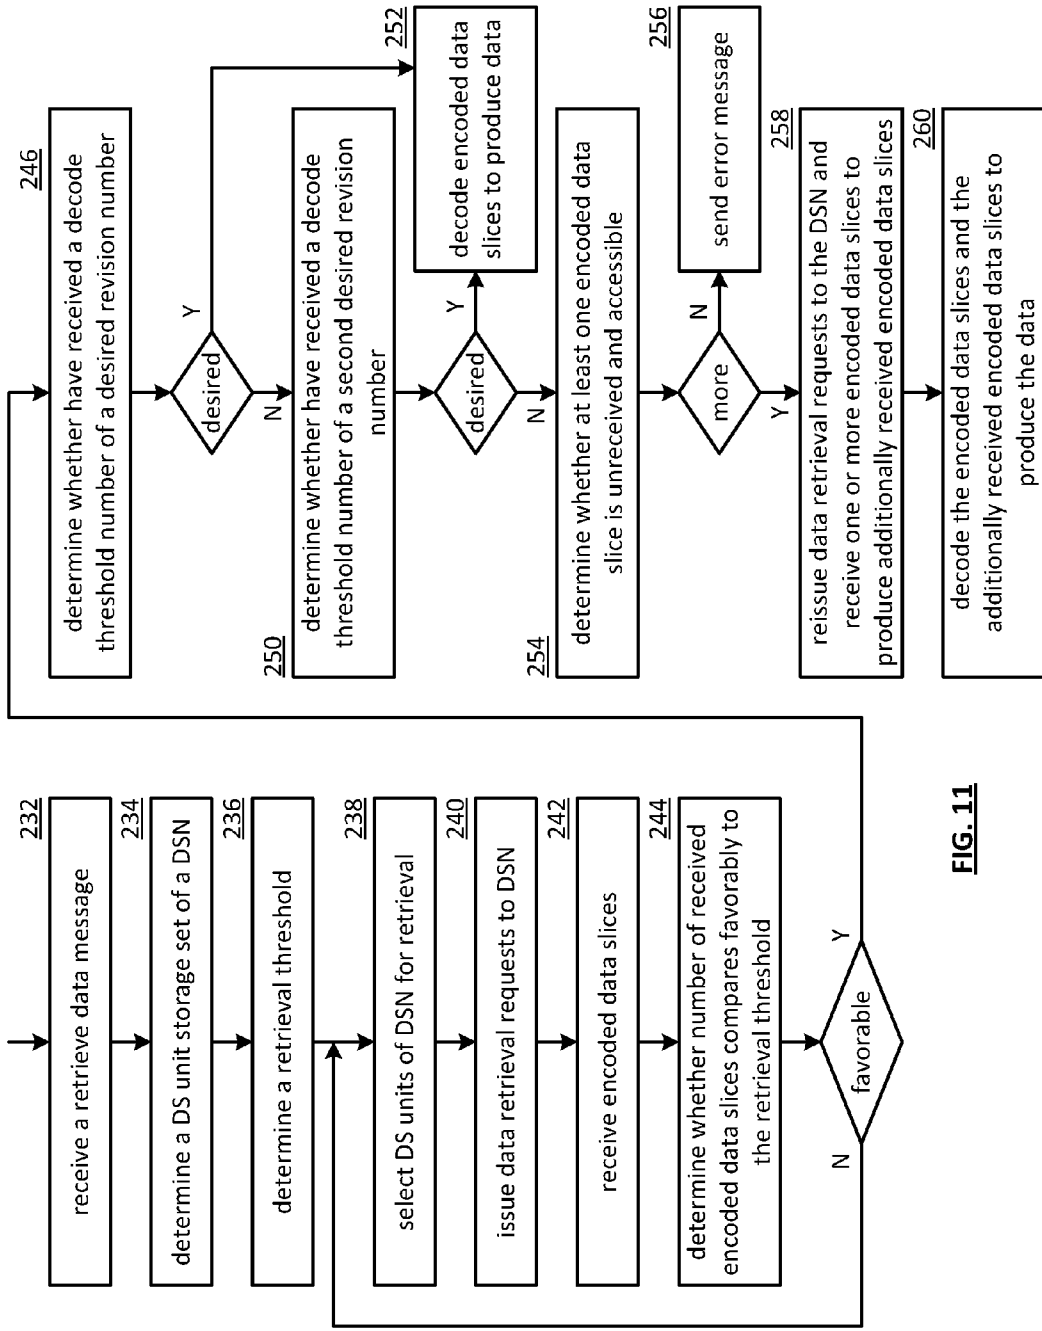 232
receive a retrieve data message
234
determine a DS unit storage set of a DSN
236
determine a retrieval threshold
238
select DS units of DSN for retrieval
240
issue data retrieval requests to DSN
242
receive encoded data slices
244
determine whether number of received
encoded data slices compares favorably to
the retrieval threshold
favorable
N
Y
246
determine whether have received a decode
threshold number of a desired revision number
desired
Y
N
250
determine whether have received a decode
threshold number of a second desired revision
number
desired
Y
N
252
decode encoded data
slices to produce data
254
determine whether at least one encoded data
slice is unreceived and accessible
more
N
Y
256
send error message
258
reissue data retrieval requests to the DSN and
receive one or more encoded data slices to
produce additionally received encoded data slices
260
decode the encoded data slices and the
additionally received encoded data slices to
produce the data
FIG. 11